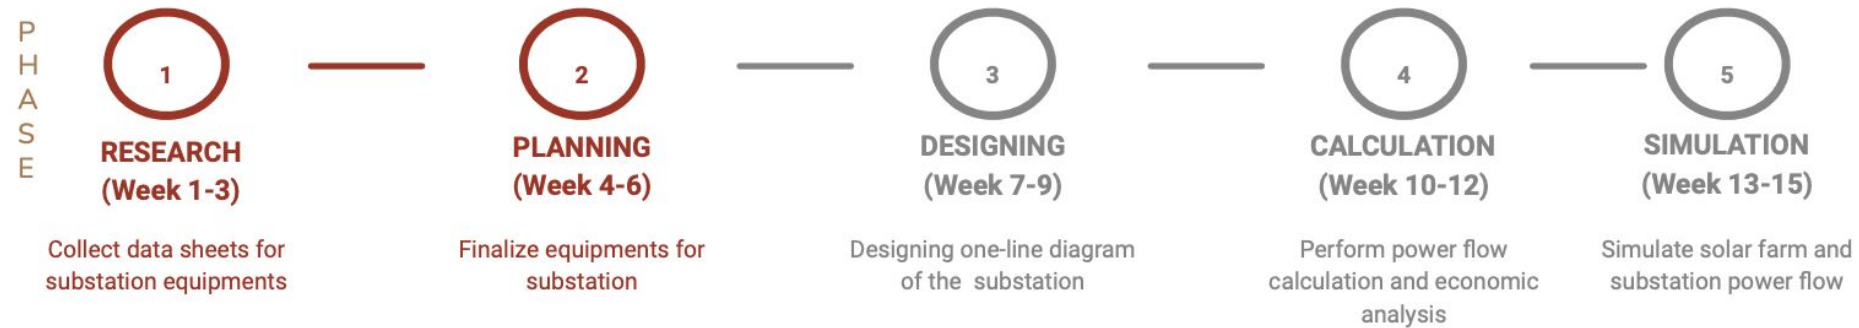 PHASE
1
RESEARCH
(Week 1-3)
Collect data sheets for
substation equipments
2
PLANNING
(Week 4-6)
Finalize equipments for
substation
3
DESIGNING
(Week 7-9)
Designing one-line diagram
of the substation
4
CALCULATION
(Week 10-12)
Perform power flow
calculation and economic
analysis
5
SIMULATION
(Week 13-15)
Simulate solar farm and
substation power flow